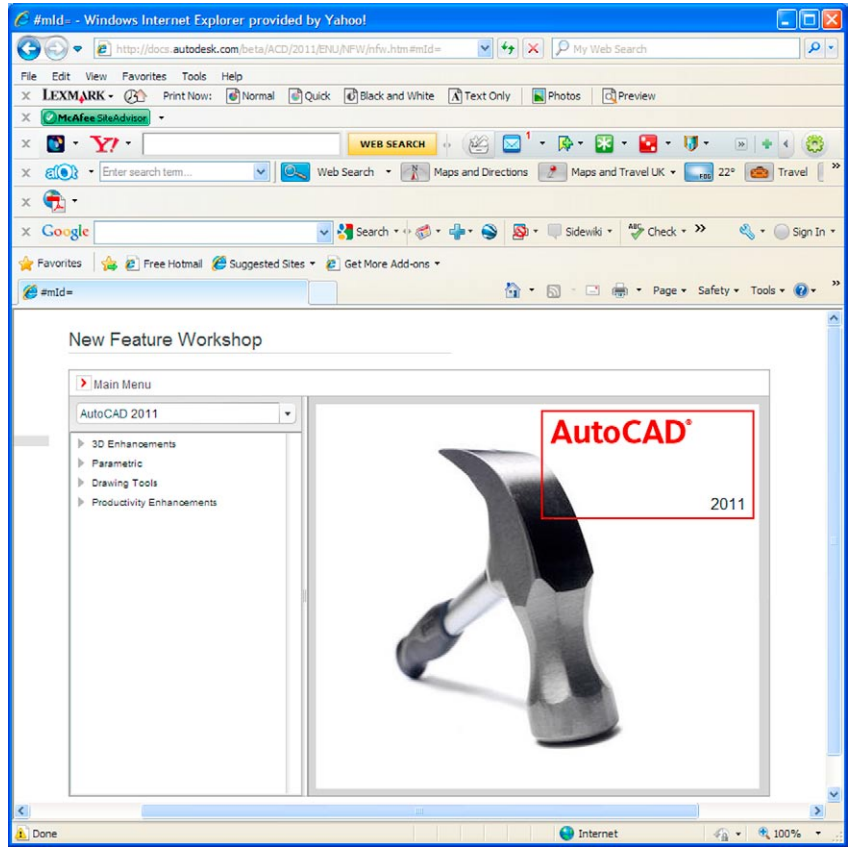 #mId= - Windows Internet Explorer provided by Yahoo!
http://docs.autodesk.com/beta/ACD/2011/ENU/NFW/nfw.htm#mId= My Web Search
File Edit View Favorites Tools Help
X LEXMARK Print Now: Normal Quick Black and White A Text Only Photos Preview
X McAfee SiteAdvisor
X Y! WEB SEARCH 1 »
X Enter search term... Web Search Maps and Directions Maps and Travel UK FOG 22° Travel »
X
X Google Search Sidewiki ABC Check » Sign In
Favorites Free Hotmail Suggested Sites Get More Add-ons
#mId= Page Safety Tools »
New Feature Workshop
Main Menu
AutoCAD 2011
3D Enhancements
Parametric
Drawing Tools
Productivity Enhancements
AutoCAD®
2011
Done Internet 100%